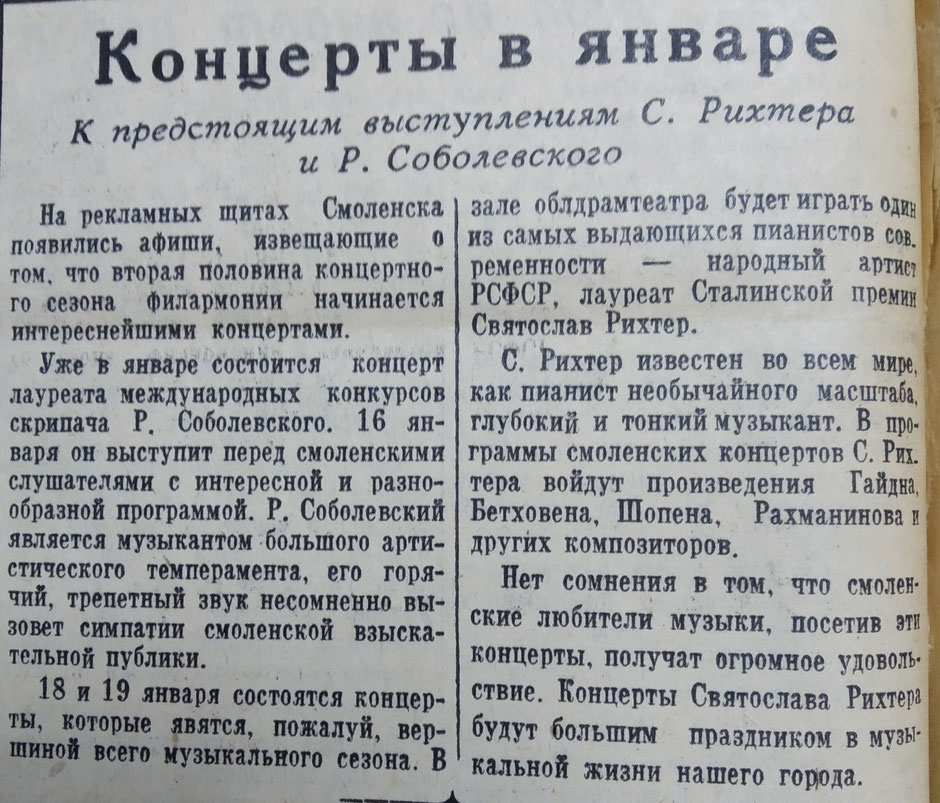 Концерты в январе
К предстоящим выступлениям С. Рихтера
и Р. Соболевского
На рекламных щитах Смоленска
появились афиши, извещающие о
том, что вторая половина концертно-
го сезона филармонии начинается
интереснейшими концертами.
Уже в январе состоится концерт
лауреата международных конкурсов
скрипача Р. Соболевского. 16 ян-
варя он выступит перед смоленскими
слушателями с интересной и разно-
образной программой. Р. Соболевский
является музыкантом большого арти-
стического темперамента, его горя-
чий, трепетный звук несомненно вы-
зовет симпатии смоленской взыска-
тельной публики.
18 и 19 января состоятся концер-
ты, которые явятся, пожалуй, вер-
шиной всего музыкального сезона. В
зале облдрамтеатра будет играть один
из самых выдающихся пианистов сов-
ременности — народный артист
РСФСР, лауреат Сталинской премии
Святослав Рихтер.
С. Рихтер известен во всем мире,
как пианист необычайного масштаба,
глубокий и тонкий музыкант. В про-
граммы смоленских концертов С. Рих-
тера войдут произведения Гайдна,
Бетховена, Шопена, Рахманинова и
других композиторов.
Нет сомнения в том, что смолен-
ские любители музыки, посетив эти
концерты, получат огромное удоволь-
ствие. Концерты Святослава Рихтера
будут большим праздником в музы-
кальной жизни нашего города.